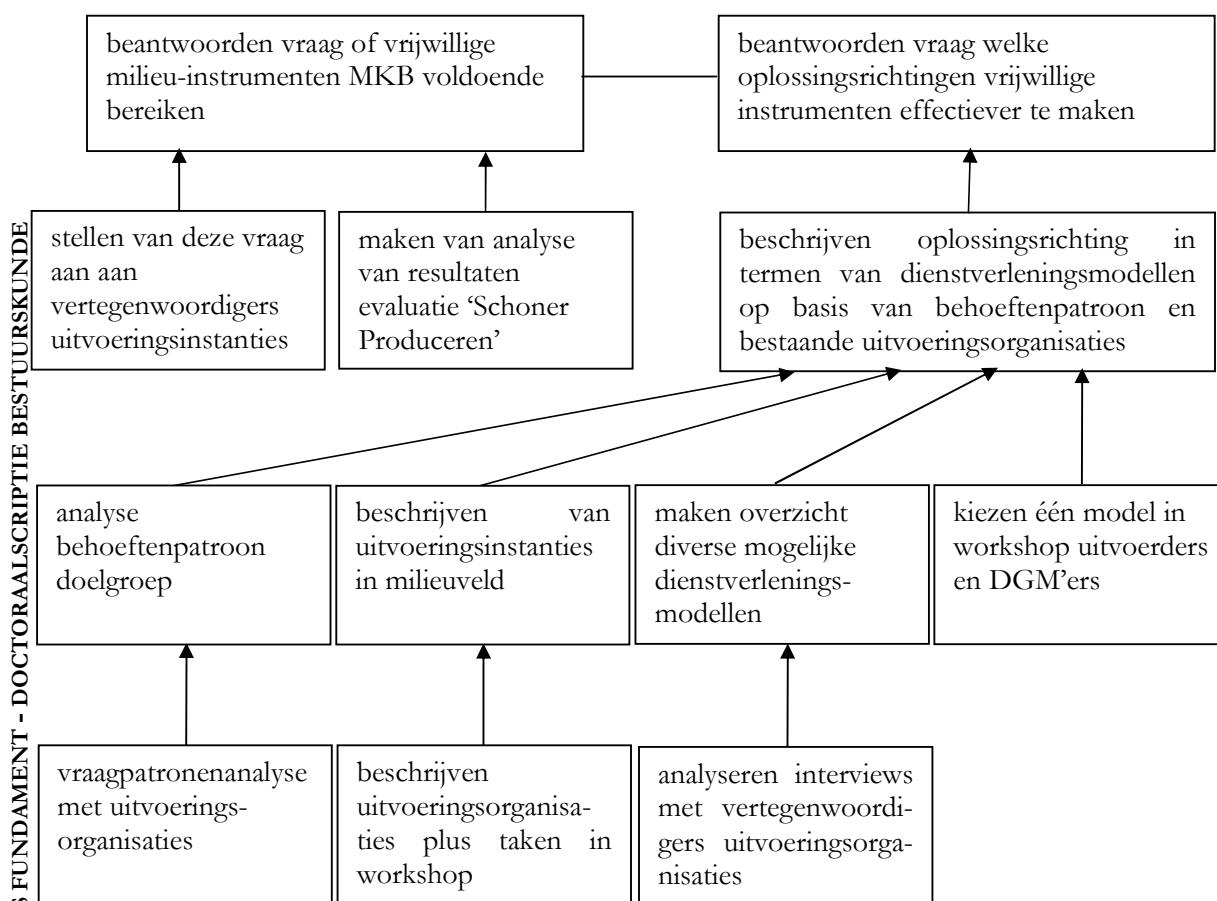 beantwoorden vraag of vrijwillige
milieu-instrumenten MKB voldoende
bereiken
beantwoorden vraag welke
oplossingsrichtingen vrijwillige
instrumenten effectiever te maken
stellen van deze vraag
aan aan
vertegenwoordigers
uitvoeringsinstanties
maken van analyse
van resultaten
evaluatie ‘Schoner
Produceren’
beschrijven oplossingsrichting in
termen van dienstverleningsmodellen
op basis van behoeftenpatroon en
bestaande uitvoeringsorganisaties
analyse
behoeftenpatroon
doelgroep
beschrijven van
uitvoeringsinstanties
in milieuveld
maken overzicht
diverse mogelijke
dienstverlenings-
modellen
kiezen één model in
workshop uitvoerders
en DGM’ers
vraagpatronenanalyse
met uitvoerings-
organisaties
beschrijven
uitvoeringsorganisa-
ties plus taken in
workshop
analyseren interviews
met vertegenwoordi-
gers uitvoeringsorga-
nisaties
S FUNDAMENT - DOCTORAALSCRIPTIE BESTUURSKUNDE